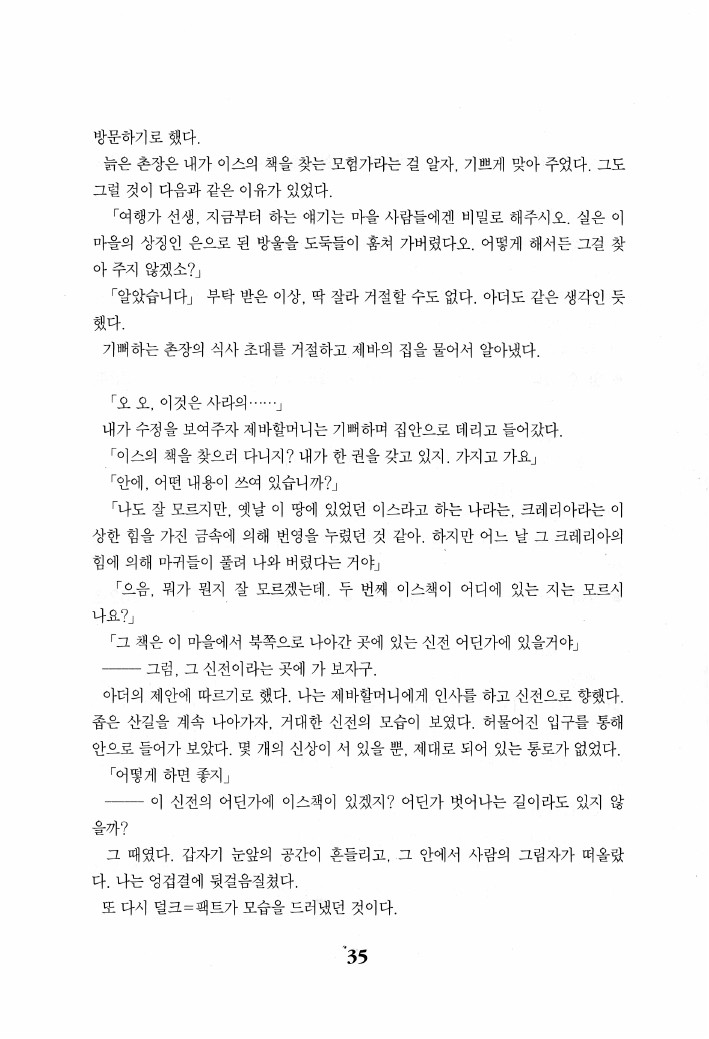 방문하기로 했다.
늙은 촌장은 내가 이스의 책을 찾는 모험가라는 걸 알자, 기쁘게 맞아 주었다. 그도
그럴 것이 다음과 같은 이유가 있었다.
「여행가 선생, 지금부터 하는 얘기는 마을 사람들에겐 비밀로 해주시오. 실은 이
마을의 상징인 은으로 된 방울을 도둑들이 훔쳐 가버렸다오. 어떻게 해서든 그걸 찾
아 주지 않겠소?」
「알았습니다」 부탁 받은 이상, 딱 잘라 거절할 수도 없다. 아더도 같은 생각인 듯
했다.
기뻐하는 촌장의 식사 초대를 거절하고 제바의 집을 물어서 알아냈다.
「오 오, 이것은 사라의……」
내가 수정을 보여주자 제바할머니는 기뻐하며 집안으로 데리고 들어갔다.
「이스의 책을 찾으러 다니지? 내가 한 권을 갖고 있지. 가지고 가요」
「안에, 어떤 내용이 쓰여 있습니까?」
「나도 잘 모르지만, 옛날 이 땅에 있었던 이스라고 하는 나라는, 크레리아라는 이
상한 힘을 가진 금속에 의해 번영을 누렸던 것 같아. 하지만 어느 날 그 크레리아의
힘에 의해 마귀들이 풀려 나와 버렸다는 거야」
「으음, 뭐가 뭔지 잘 모르겠는데. 두 번째 이스책이 어디에 있는 지는 모르시
나요?」
「그 책은 이 마을에서 북쪽으로 나아간 곳에 있는 신전 어딘가에 있을거야」
─── 그럼, 그 신전이라는 곳에 가 보자구.
아더의 제안에 따르기로 했다. 나는 제바할머니에게 인사를 하고 신전으로 향했다.
좁은 산길을 계속 나아가자, 거대한 신전의 모습이 보였다. 허물어진 입구를 통해
안으로 들어가 보았다. 몇 개의 신상이 서 있을 뿐, 제대로 되어 있는 통로가 없었다.
「어떻게 하면 좋지」
─── 이 신전의 어딘가에 이스책이 있겠지? 어딘가 벗어나는 길이라도 있지 않
을까?
그 때였다. 갑자기 눈앞의 공간이 흔들리고, 그 안에서 사람의 그림자가 떠올랐
다. 나는 엉겁결에 뒷걸음질쳤다.
또 다시 덜크=팩트가 모습을 드러냈던 것이다.
35